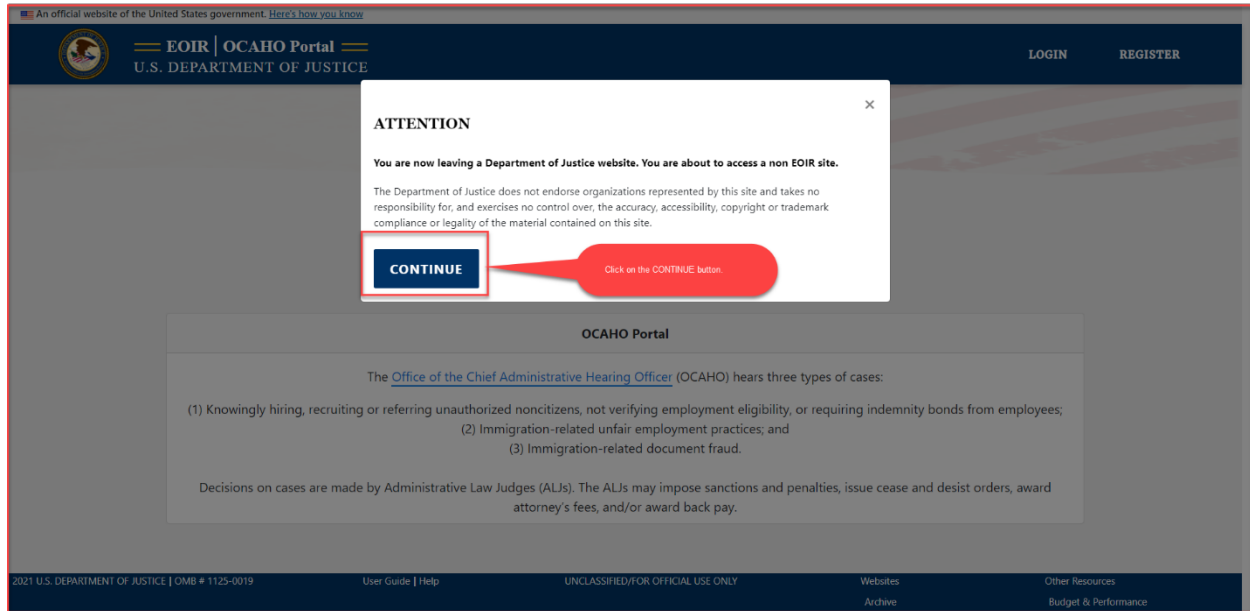 An official website of the United States government. Here's how you know
EOIR | OCAHO Portal
U.S. DEPARTMENT OF JUSTICE
LOGIN REGISTER
×
ATTENTION
You are now leaving a Department of Justice website. You are about to access a non EOIR site.
The Department of Justice does not endorse organizations represented by this site and takes no
responsibility for, and exercises no control over, the accuracy, accessibility, copyright or trademark
compliance or legality of the material contained on this site.
CONTINUE
Click on the CONTINUE button.
OCAHO Portal
The Office of the Chief Administrative Hearing Officer (OCAHO) hears three types of cases:
(1) Knowingly hiring, recruiting or referring unauthorized noncitizens, not verifying employment eligibility, or requiring indemnity bonds from employees;
(2) Immigration-related unfair employment practices; and
(3) Immigration-related document fraud.
Decisions on cases are made by Administrative Law Judges (ALJs). The ALJs may impose sanctions and penalties, issue cease and desist orders, award
attorney's fees, and/or award back pay.
2021 U.S. DEPARTMENT OF JUSTICE | OMB # 1125-0019 User Guide | Help UNCLASSIFIED/FOR OFFICIAL USE ONLY Websites Other Resources
Archive Budget & Performance